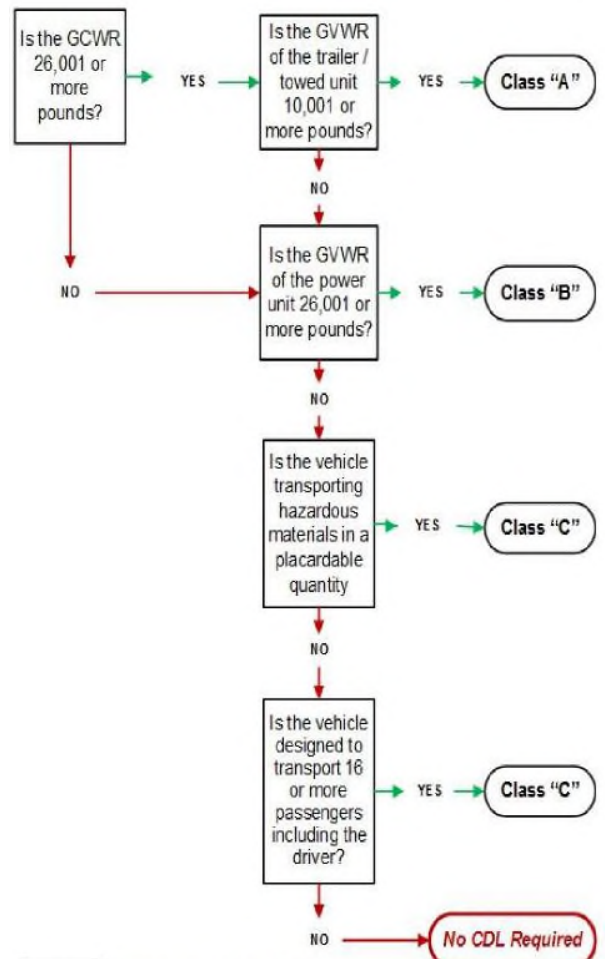 Is the GCWR
26,001 or
more
pounds?
YES
Is the GVWR
of the trailer /
towed unit
10,001 or
more pounds?
YES
Class “A”
NO
NO
Is the GVWR
of the power
unit 26,001 or
more pounds?
YES
Class “B”
NO
Is the vehicle
transporting
hazardous
materials in a
placardable
quantity
YES
Class “C”
NO
Is the vehicle
designed to
transport 16
or more
passengers
including the
driver?
YES
Class “C”
NO
No CDL Required